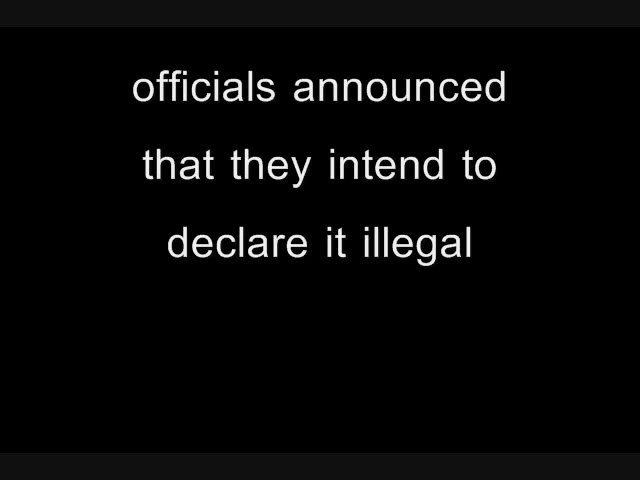 officials announced
that they intend to
declare it illegal